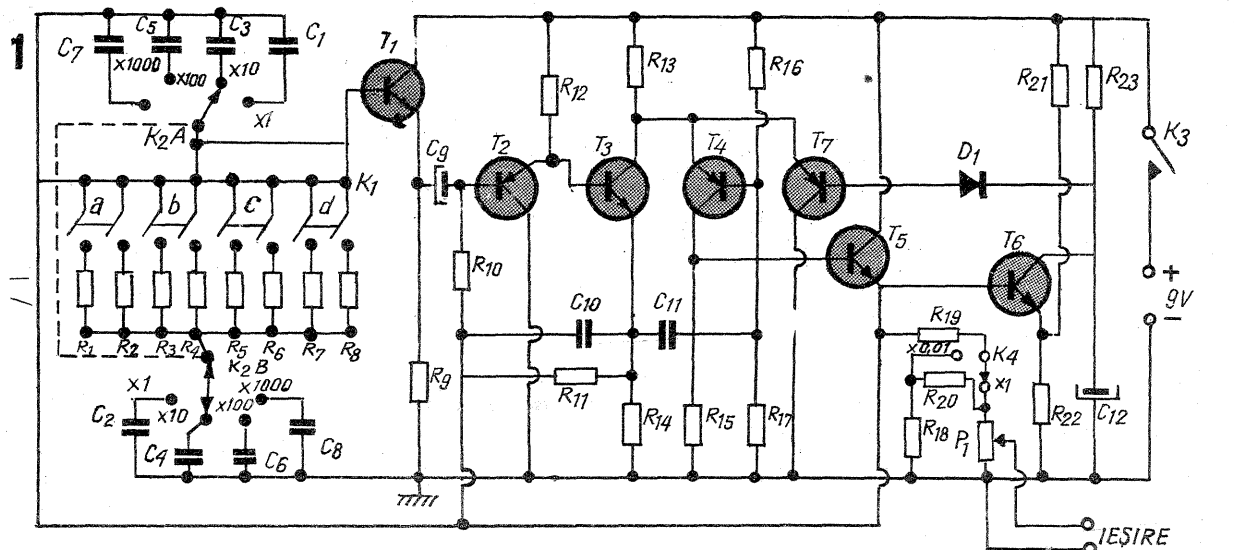 1
C7 C5 C3 C1
x1000 x100 x10 x1
K2A
T1
K1
a b c d
R1 R2 R3 R4 R5 R6 R7 R8
K2B
x1 x10 x100 x1000
C2 C4 C6 C8
C9
R9
R10
T2
R12
R13
T3
T4
R16
T7
D1
R21
R23
K3
+
9V
-
T5
T6
C10
C11
R11
R14
R15
R17
R19
x0,01
K4
x1
R20
R18
P1
R22
C12
IEȘIRE